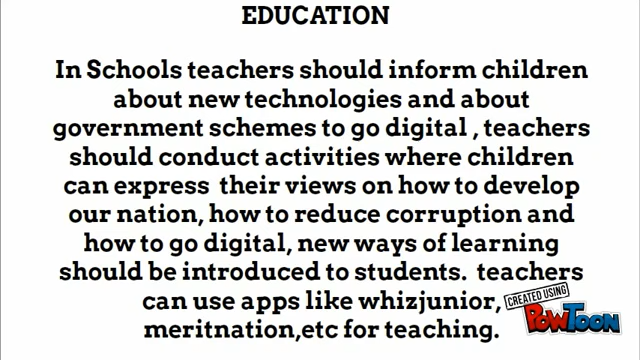 EDUCATION
In Schools teachers should inform children
about new technologies and about
government schemes to go digital , teachers
should conduct activities where children
can express  their views on how to develop
our nation, how to reduce corruption and
how to go digital, new ways of learning
should be introduced to students.  teachers
can use apps like whizjunior,
meritnation,etc for teaching.
CREATED USING
POWTOON